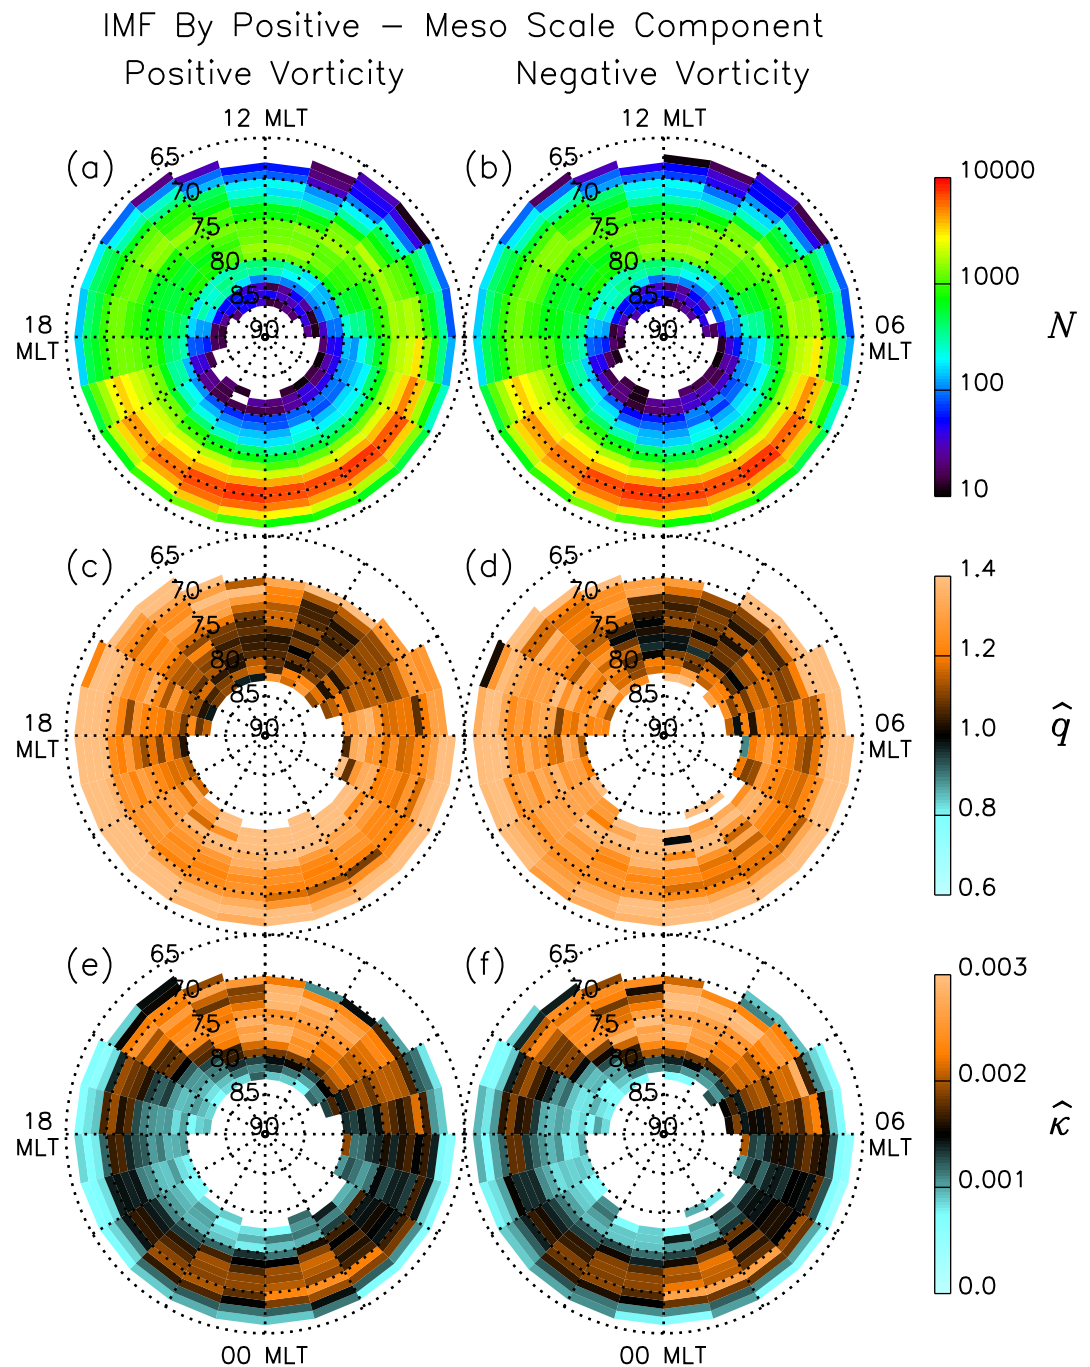 IMF By Positive – Meso Scale Component
Positive Vorticity Negative Vorticity
12 MLT 12 MLT
(a) 65 70 75 80 85 90
(b) 65 70 75 80 85 90
10000
1000
100
10
N
18 MLT
06 MLT
(c) 65 70 75 80 85 90
(d) 65 70 75 80 85 90
1.4
1.2
1.0
0.8
0.6
q̂
18 MLT
06 MLT
(e) 65 70 75 80 85 90
(f) 65 70 75 80 85 90
0.003
0.002
0.001
0.0
κ̂
18 MLT
06 MLT
00 MLT 00 MLT